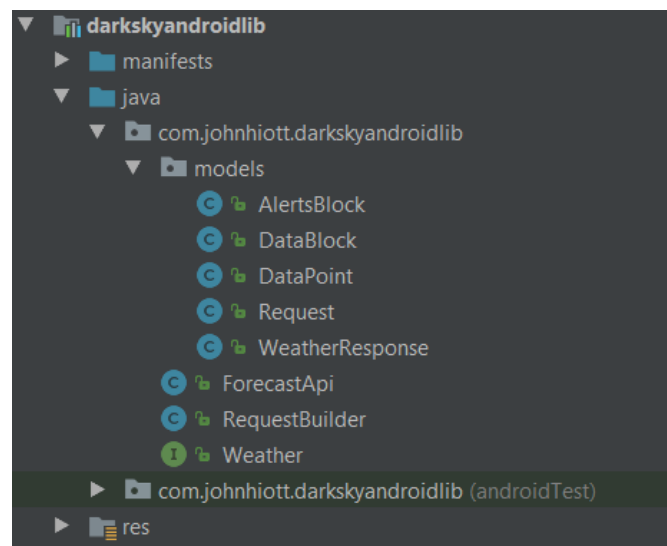 darkskyandroidlib
manifests
java
com.johnhiott.darkskyandroidlib
models
C AlertsBlock
C DataBlock
C DataPoint
C Request
C WeatherResponse
C ForecastApi
C RequestBuilder
I Weather
com.johnhiott.darkskyandroidlib (androidTest)
res